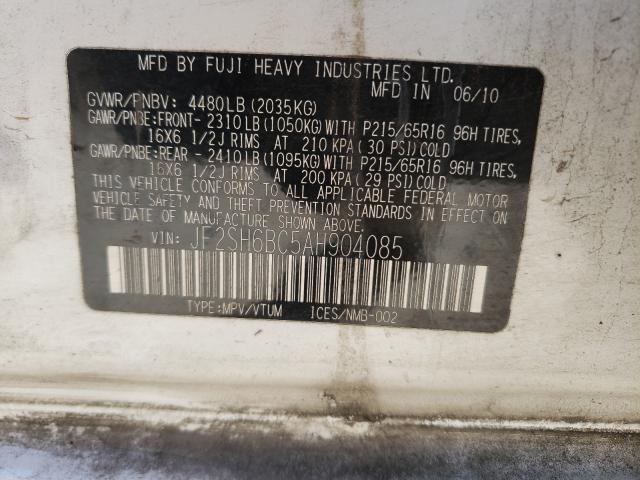 MFD BY FUJI HEAVY INDUSTRIES LTD.
MFD IN 06/10
GVWR/PNBV: 4480LB (2035KG)
GAWR/PNBE:FRONT- 2310LB(1050KG)WITH P215/65R16 96H TIRES,
16X6 1/2J RIMS AT 210 KPA ( 30 PSI)COLD
GAWR/PNBE:REAR - 2410LB(1095KG)WITH P215/65R16 96H TIRES,
16X6 1/2J RIMS AT 200 KPA (29 PSI)COLD
THIS VEHICLE CONFORMS TO ALL APPLICABLE FEDERAL MOTOR
VEHICLE SAFETY AND THEFT PREVENTION STANDARDS IN EFFECT ON
THE DATE OF MANUFACTURE SHOWN ABOVE.
VIN: JF2SH6BC5AH904085
TYPE:MPV/VTUM ICES/NMB-002